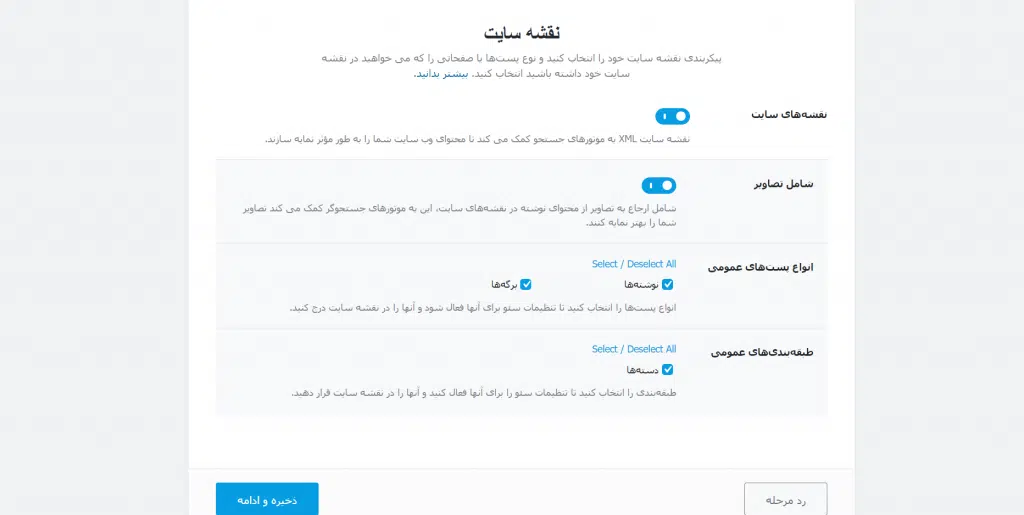 نقشه سایت
پیکربندی نقشه سایت خود را انتخاب کنید و نوع پست‌ها یا صفحاتی را که می خواهید در نقشه
سایت خود داشته باشید انتخاب کنید. بیشتر بدانید.
نقشه‌های سایت
نقشه سایت XML به موتورهای جستجو کمک می کند تا محتوای وب سایت شما را به طور مؤثر نمایه سازند.
شامل تصاویر
شامل ارجاع به تصاویر از محتوای نوشته در نقشه‌های سایت، این به موتورهای جستجوگر کمک می کند تصاویر
شما را بهتر نمایه کنند.
انواع پست‌های عمومی
Select / Deselect All
نوشته‌ها برگه‌ها
انواع پست‌ها را انتخاب کنید تا تنظیمات سئو برای آنها فعال شود و آنها را در نقشه سایت درج کنید.
طبقه‌بندی‌های عمومی
Select / Deselect All
دسته‌ها
طبقه‌بندی را انتخاب کنید تا تنظیمات سئو را برای آنها فعال کنید و آنها را در نقشه سایت قرار دهید.
رد مرحله
ذخیره و ادامه